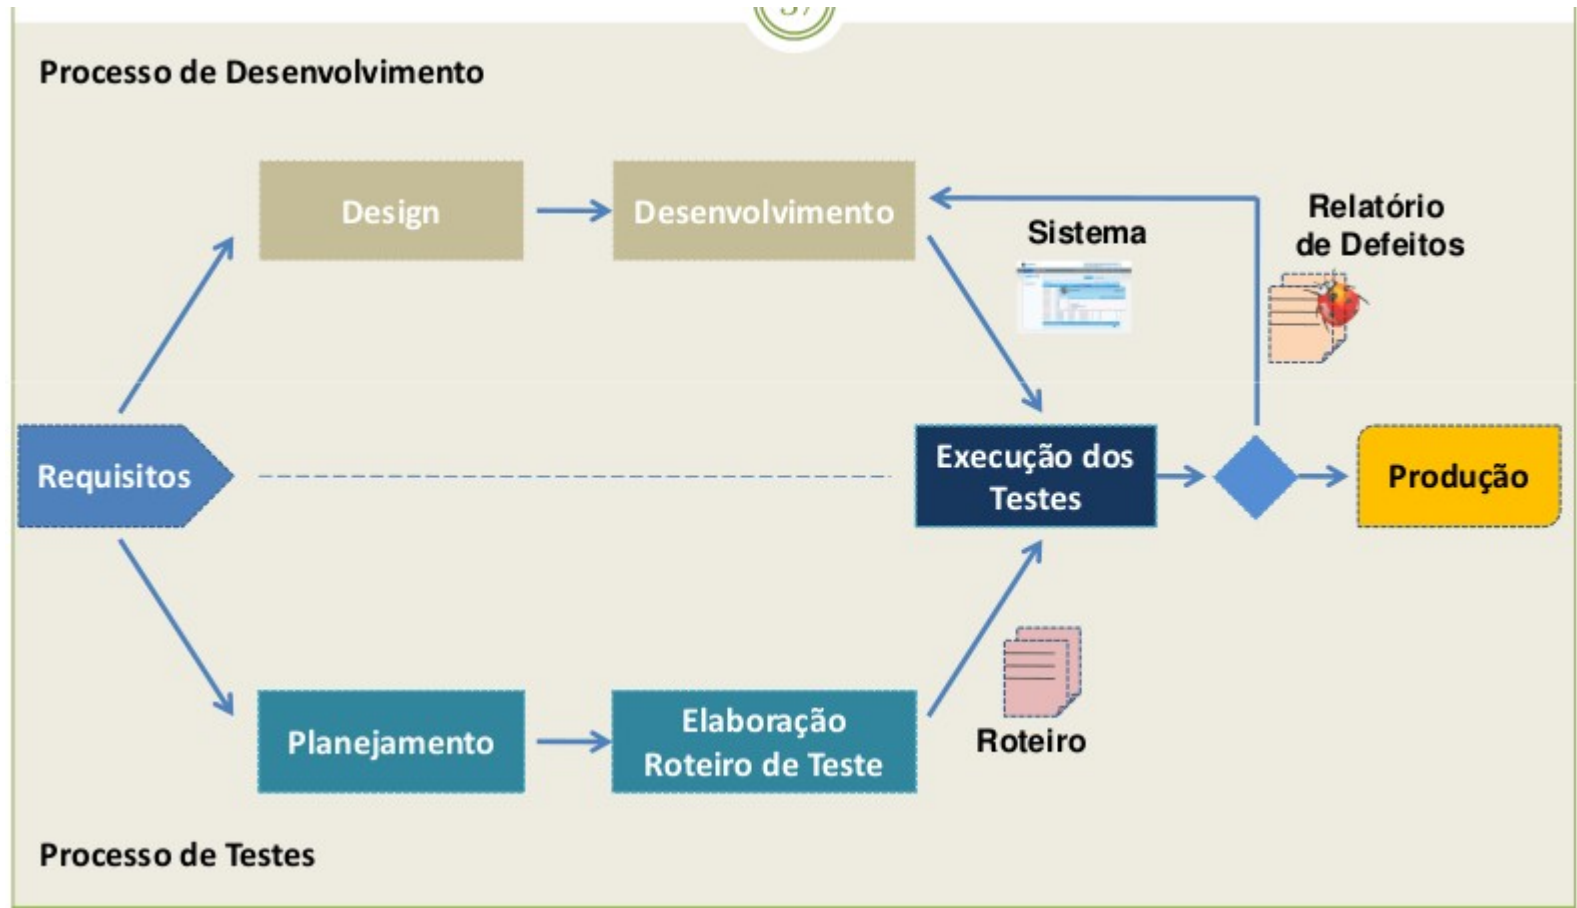 Processo de Desenvolvimento
Design
Desenvolvimento
Sistema
Relatório
de Defeitos
Requisitos
Execução dos
Testes
Produção
Planejamento
Elaboração
Roteiro de Teste
Roteiro
Processo de Testes